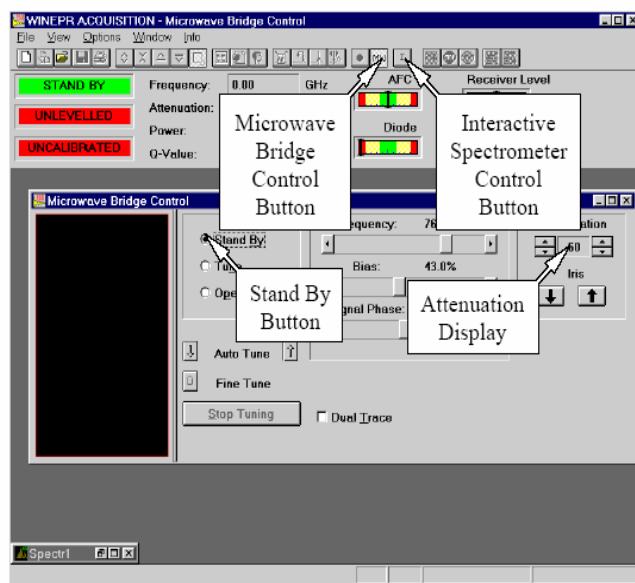 WINEPR ACQUISITION - Microwave Bridge Control
File View Options Window Info
STAND BY
UNLEVELLED
UNCALIBRATED
Frequency: 0.00 GHz
Attenuation:
Power:
Q-Value:
AFC
Diode
Receiver Level
Microwave
Bridge
Control
Button
Interactive
Spectrometer
Control
Button
Microwave Bridge Control
Stand By
Tune
Bias: 43.0%
Iris
60
Stand By
Button
Attenuation
Display
Auto Tune
Fine Tune
Stop Tuning
Dual Trace
Spectr1